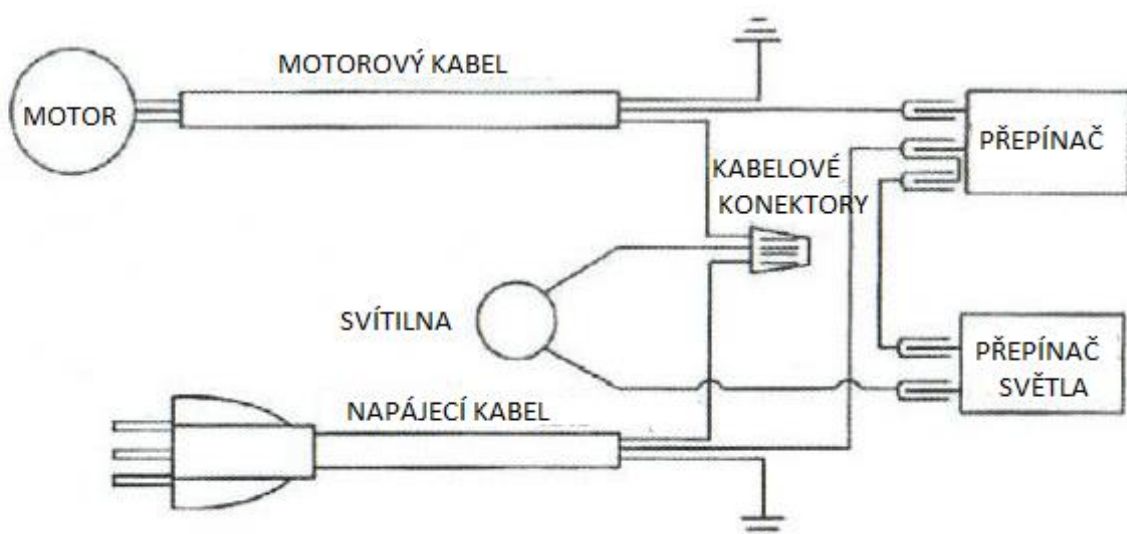 MOTOROVÝ KABEL
MOTOR
PŘEPÍNAČ
KABELOVÉ
KONEKTORY
SVÍTILNA
PŘEPÍNAČ
SVĚTLA
NAPÁJECÍ KABEL